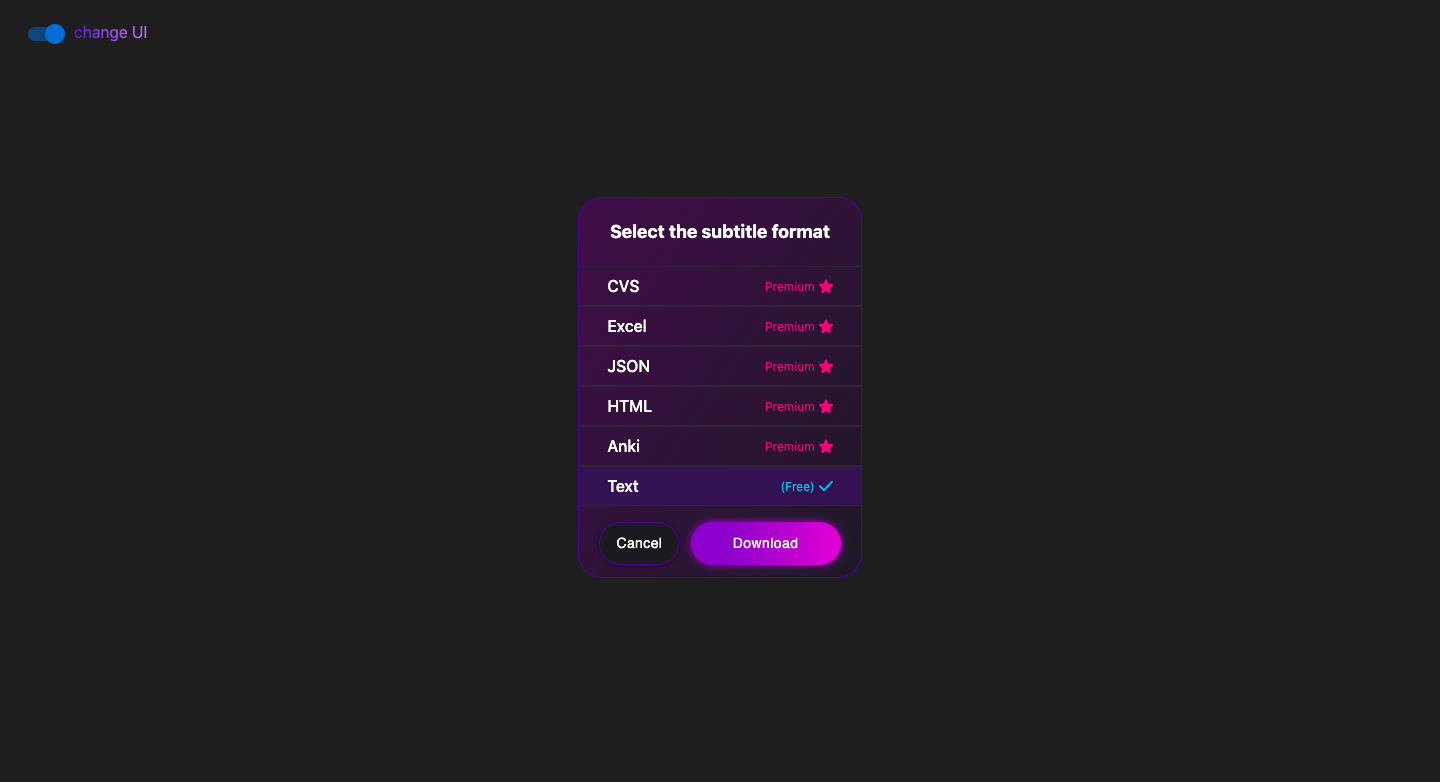 change UI
Select the subtitle format
CVS Premium
Excel Premium
JSON Premium
HTML Premium
Anki Premium
Text (Free)
Cancel Download